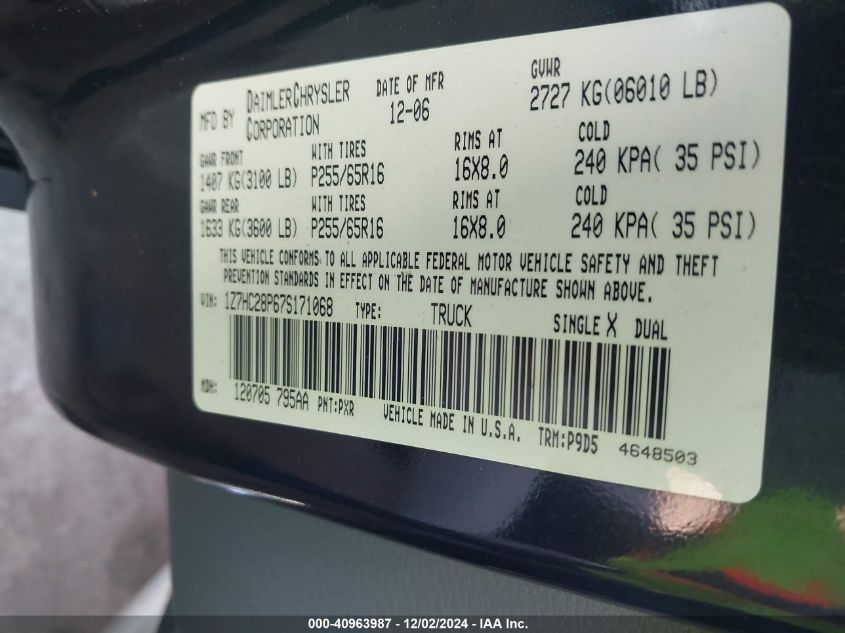 MFD BY DAIMLERCHRYSLER CORPORATION DATE OF MFR 12-06 GVWR 2727 KG(06010 LB)
GAWR FRONT WITH TIRES RIMS AT COLD
1407 KG(3100 LB) P255/65R16 16X8.0 240 KPA( 35 PSI)
GAWR REAR WITH TIRES RIMS AT COLD
1633 KG(3600 LB) P255/65R16 16X8.0 240 KPA( 35 PSI)
THIS VEHICLE CONFORMS TO ALL APPLICABLE FEDERAL MOTOR VEHICLE SAFETY AND THEFT
PREVENTION STANDARDS IN EFFECT ON THE DATE OF MANUFACTURE SHOWN ABOVE.
VIN: 1Z7HC28P67S171068 TYPE: TRUCK SINGLE X DUAL
MDH: 120705 795AA PNT:PXR VEHICLE MADE IN U.S.A. TRM:P9D5 4648503
000-40963987 - 12/02/2024 - IAA Inc.